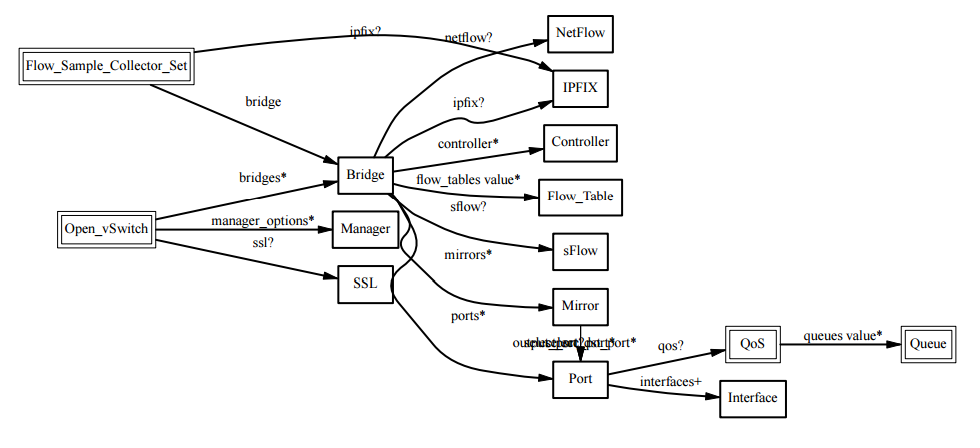 ipfix?
netflow?
NetFlow
Flow_Sample_Collector_Set
IPFIX
bridge
ipfix?
controller*
Controller
Bridge
bridges*
flow_tables value*
Flow_Table
sflow?
manager_options*
Open_vSwitch
Manager
ssl?
mirrors*
sFlow
SSL
Mirror
ports*
qos?
QoS
queues value*
Queue
Port
interfaces+
Interface